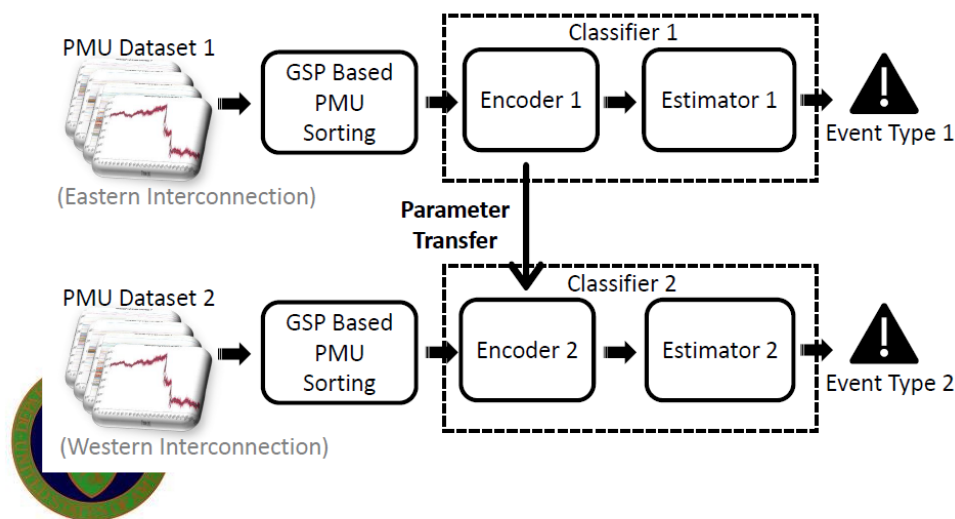 PMU Dataset 1
(Eastern Interconnection)
GSP Based
PMU
Sorting
Classifier 1
Encoder 1
Estimator 1
Event Type 1
Parameter
Transfer
PMU Dataset 2
(Western Interconnection)
GSP Based
PMU
Sorting
Classifier 2
Encoder 2
Estimator 2
Event Type 2